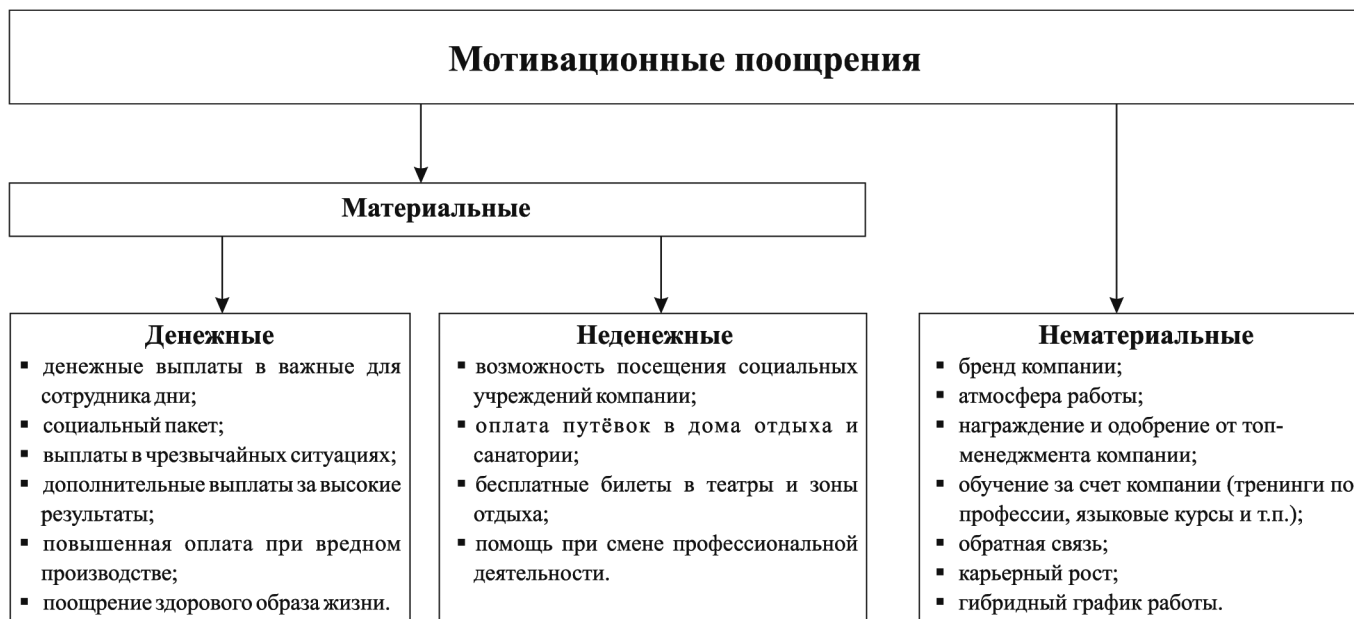 Мотивационные поощрения
Материальные
Денежные
▪ денежные выплаты в важные для
сотрудника дни;
▪ социальный пакет;
▪ выплаты в чрезвычайных ситуациях;
▪ дополнительные выплаты за высокие
результаты;
▪ повышенная оплата при вредном
производстве;
▪ поощрение здорового образа жизни.
Неденежные
▪ возможность посещения социальных
учреждений компании;
▪ оплата путёвок в дома отдыха и
санатории;
▪ бесплатные билеты в театры и зоны
отдыха;
▪ помощь при смене профессиональной
деятельности.
Нематериальные
▪ бренд компании;
▪ атмосфера работы;
▪ награждение и одобрение от топ-
менеджмента компании;
▪ обучение за счет компании (тренинги по
профессии, языковые курсы и т.п.);
▪ обратная связь;
▪ карьерный рост;
▪ гибридный график работы.